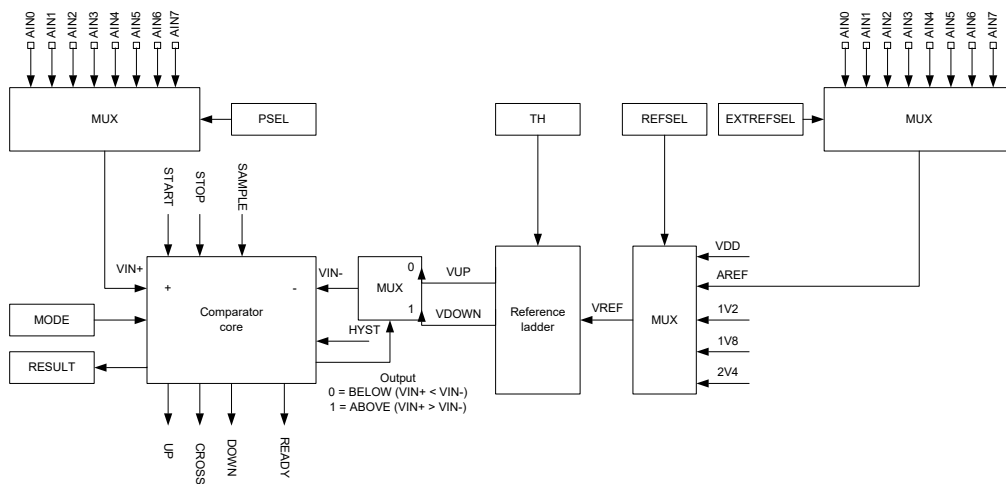 AIN0
AIN1
AIN2
AIN3
AIN4
AIN5
AIN6
AIN7
AIN0
AIN1
AIN2
AIN3
AIN4
AIN5
AIN6
AIN7
MUX
PSEL
TH
REFSEL
EXTREFSEL
MUX
START
STOP
SAMPLE
VIN+
VIN-
+
-
Comparator
core
MUX
0
1
VUP
VDOWN
HYST
Reference
ladder
VREF
MUX
VDD
AREF
1V2
1V8
2V4
MODE
RESULT
Output
0 = BELOW (VIN+ < VIN-)
1 = ABOVE (VIN+ > VIN-)
UP
CROSS
DOWN
READY